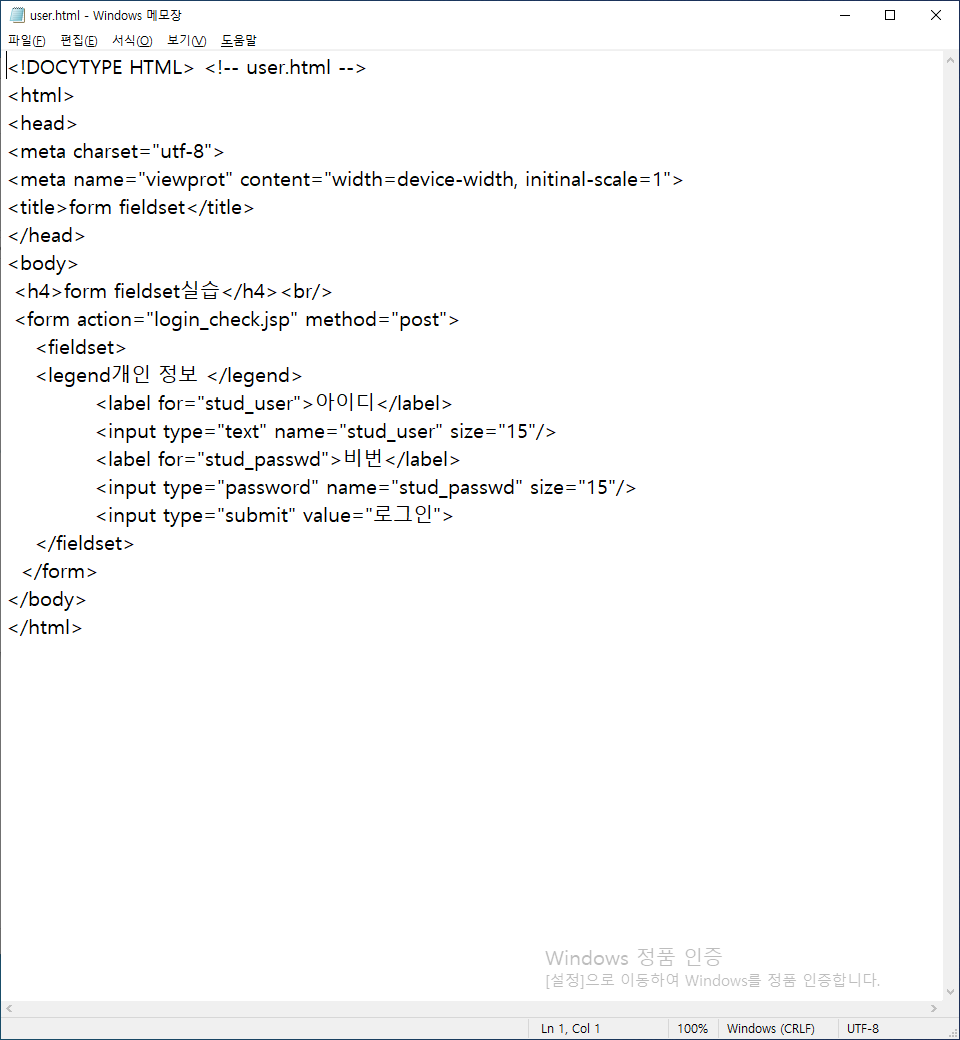 user.html - Windows 메모장
파일(F) 편집(E) 서식(O) 보기(V) 도움말
<!DOCYTYPE HTML> <!-- user.html -->
<html>
<head>
<meta charset="utf-8">
<meta name="viewprot" content="width=device-width, initinal-scale=1">
<title>form fieldset</title>
</head>
<body>
<h4>form fieldset실습</h4><br/>
<form action="login_check.jsp" method="post">
<fieldset>
<legend개인 정보 </legend>
<label for="stud_user">아이디</label>
<input type="text" name="stud_user" size="15"/>
<label for="stud_passwd">비번</label>
<input type="password" name="stud_passwd" size="15"/>
<input type="submit" value="로그인">
</fieldset>
</form>
</body>
</html>
Windows 정품 인증
[설정]으로 이동하여 Windows를 정품 인증합니다.
Ln 1, Col 1 100% Windows (CRLF) UTF-8